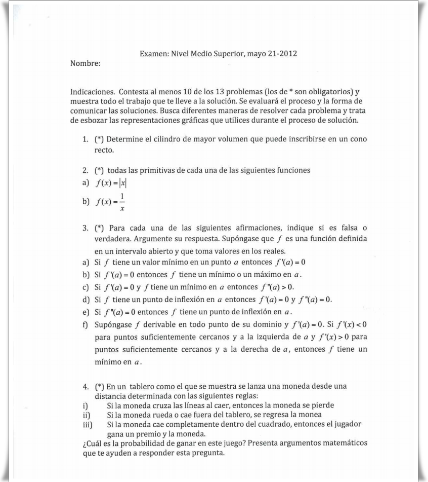 Examen: Nivel Medio Superior, mayo 21-2012
Nombre:
Indicaciones. Contesta al menos 10 de los 13 problemas (los de * son obligatorios) y
muestra todo el trabajo que te lleve a la solución. Se evaluará el proceso y la forma de
comunicar las soluciones. Busca diferentes maneras de resolver cada problema y trata
de esbozar las representaciones gráficas que utilices durante el proceso de solución.
1. (*) Determine el cilindro de mayor volumen que puede inscribirse en un cono
recto.
2. (*) todas las primitivas de cada una de las siguientes funciones
a) f(x)=|x|
b) f(x)=1/x
3. (*) Para cada una de las siguientes afirmaciones, indique si es falsa o
verdadera. Argumente su respuesta. Supóngase que f es una función definida
en un intervalo abierto y que toma valores en los reales.
a) Si f tiene un valor mínimo en un punto a entonces f'(a)=0
b) Si f'(a)=0 entonces f tiene un mínimo o un máximo en a.
c) Si f'(a)=0 y f tiene un mínimo en a entonces f"(a)>0.
d) Si f tiene un punto de inflexión en a entonces f'(a)=0 y f"(a)=0.
e) Si f"(a)=0 entonces f tiene un punto de inflexión en a.
f) Supóngase f derivable en todo punto de su dominio y f'(a)=0. Si f'(x)<0
para puntos suficientemente cercanos y a la izquierda de a y f'(x)>0 para
puntos suficientemente cercanos y a la derecha de a, entonces f tiene un
mínimo en a.
4. (*) En un tablero como el que se muestra se lanza una moneda desde una
distancia determinada con las siguientes reglas:
i) Si la moneda cruza las líneas al caer, entonces la moneda se pierde
ii) Si la moneda rueda o cae fuera del tablero, se regresa la monea
iii) Si la moneda cae completamente dentro del cuadrado, entonces el jugador
gana un premio y la moneda.
¿Cuál es la probabilidad de ganar en este juego? Presenta argumentos matemáticos
que te ayuden a responder esta pregunta.